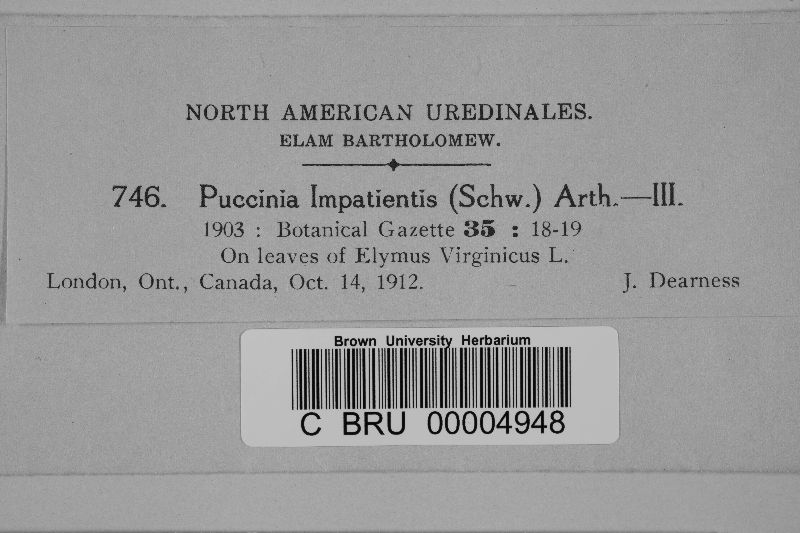 NORTH AMERICAN UREDINALES.
ELAM BARTHOLOMEW.
746. Puccinia Impatientis (Schw.) Arth.—III.
1903 : Botanical Gazette 35 : 18-19
On leaves of Elymus Virginicus L.
London, Ont., Canada, Oct. 14, 1912. J. Dearness
Brown University Herbarium
C BRU 00004948